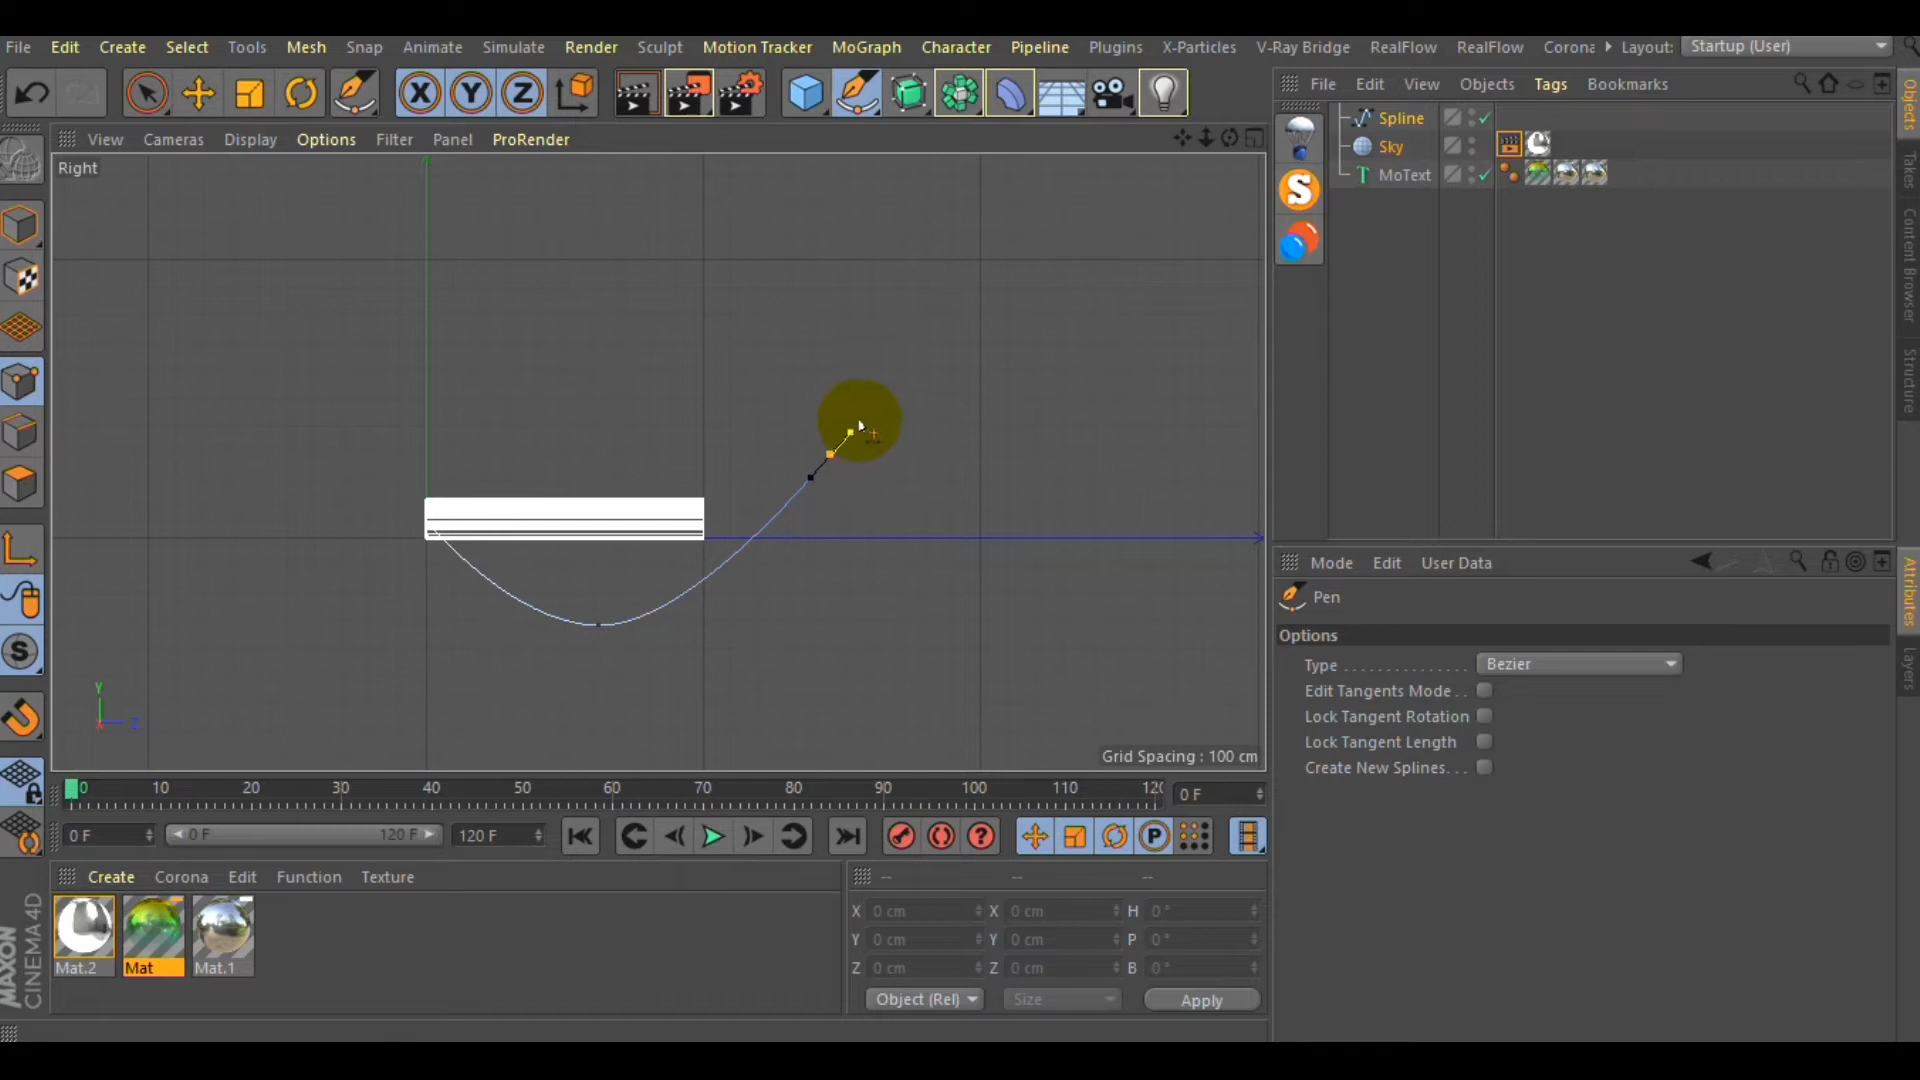 File Edit Create Select Tools Mesh Snap Animate Simulate Render Sculpt Motion Tracker MoGraph Character Pipeline Plugins X-Particles V-Ray Bridge RealFlow RealFlow Corona Layout: Startup (User)
X Y Z
File Edit View Objects Tags Bookmarks
Spline
Sky
MoText
View Cameras Display Options Filter Panel ProRender
Right
Y
X Z
Grid Spacing : 100 cm
Objects
Takes
Content Browser
Structure
Mode Edit User Data
Pen
Options
Type Bezier
Edit Tangents Mode
Lock Tangent Rotation
Lock Tangent Length
Create New Splines
Attributes
Layers
0 10 20 30 40 50 60 70 80 90 100 110 0 F
0 F 0 F 120 F 120 F
Create Corona Edit Function Texture
Mat.2 Mat Mat.1
-- -- --
X 0 cm X 0 cm H 0 °
Y 0 cm Y 0 cm P 0 °
Z 0 cm Z 0 cm B 0 °
Object (Rel) Size Apply
MAXON
CINEMA4D